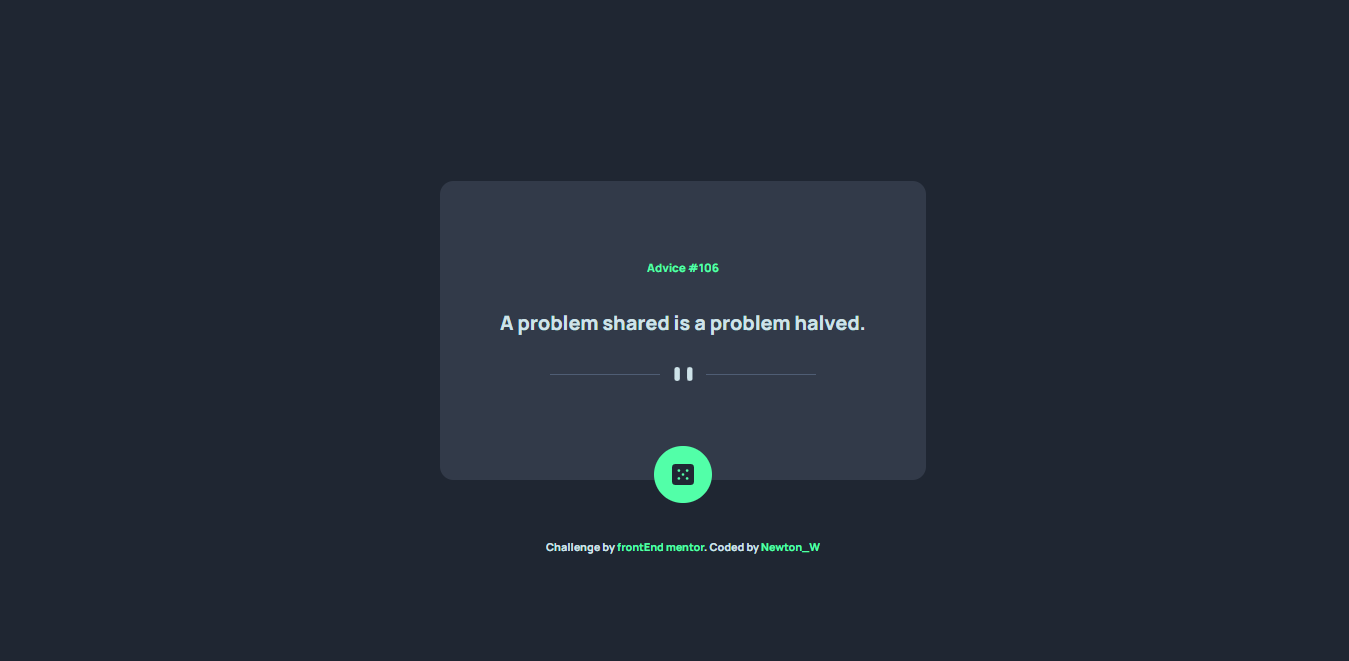 Advice #106
A problem shared is a problem halved.
Challenge by frontEnd mentor. Coded by Newton_W